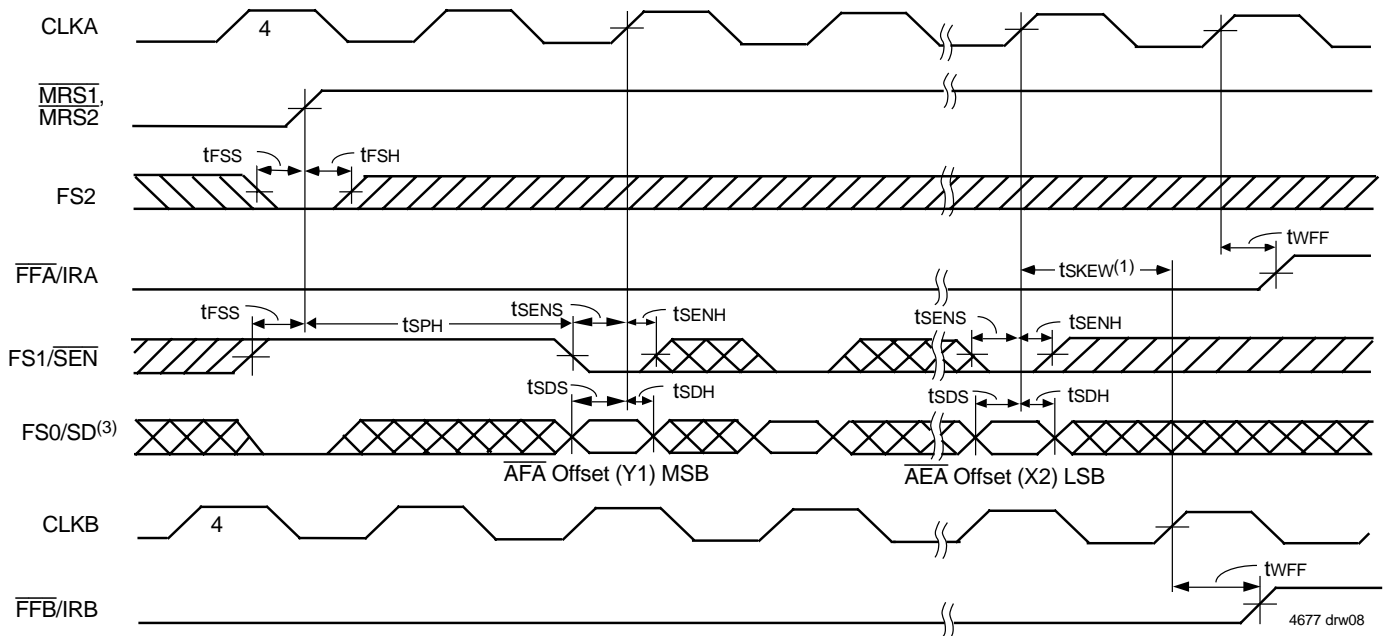 CLKA
4
MRS1,
MRS2
tFSS
tFSH
FS2
tWFF
FFA/IRA
tSKEW(1)
tFSS
tSPH
tSENS
tSENH
tSENS
tSENH
FS1/SEN
tSDS
tSDH
tSDS
tSDH
FS0/SD(3)
AFA Offset (Y1) MSB
AEA Offset (X2) LSB
CLKB
4
tWFF
FFB/IRB
4677 drw08